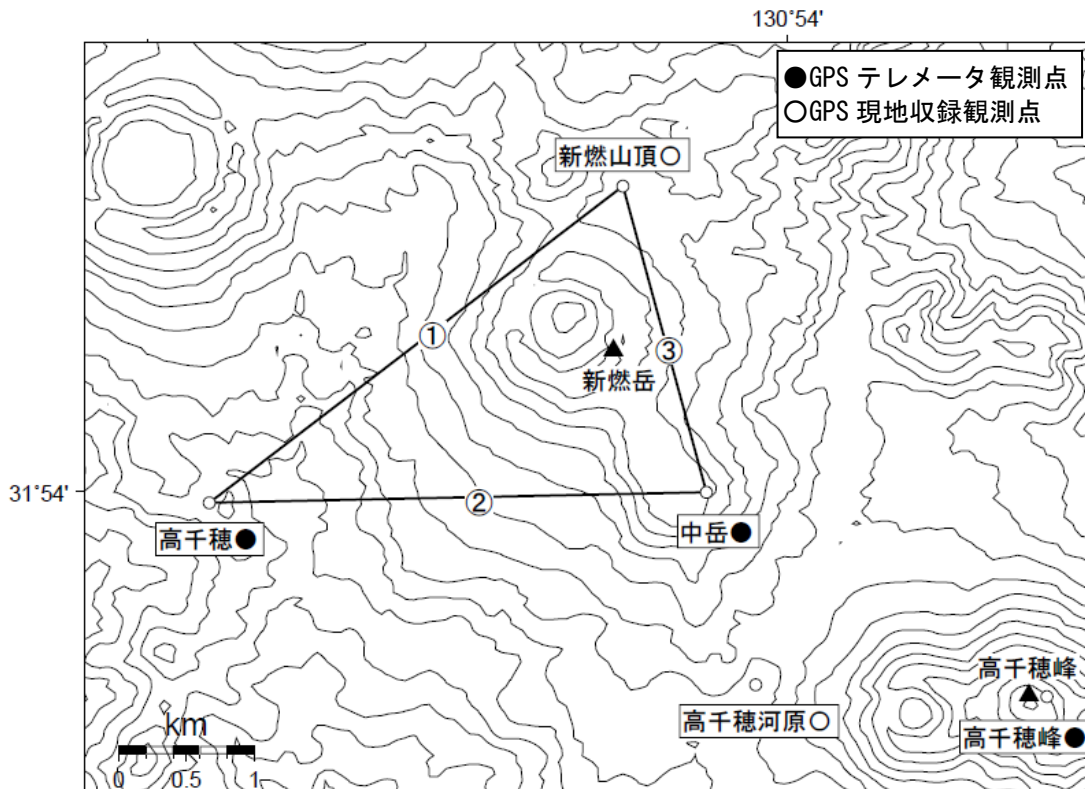 130°54'
●GPS テレメータ観測点
○GPS 現地収録観測点
新燃山頂○
①
③
新燃岳
31°54'
②
高千穂●
中岳●
高千穂峰
高千穂河原○
高千穂峰●
km
0 0.5 1